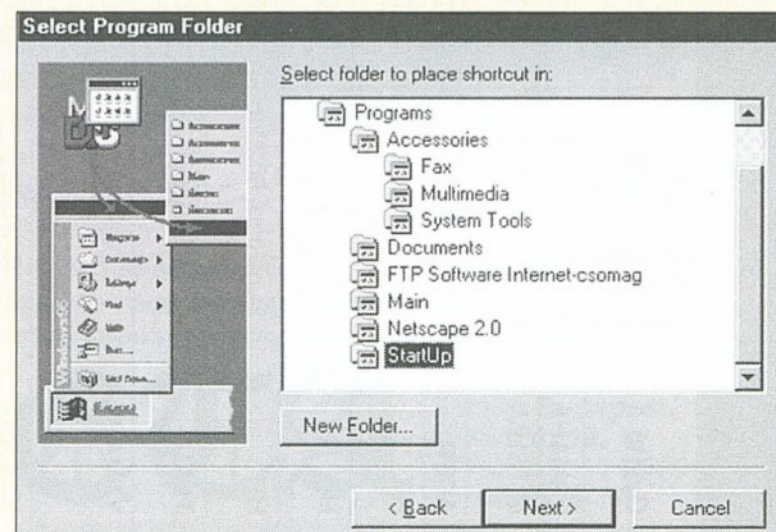 Select Program Folder
Select folder to place shortcut in:
Programs
Accessories
Fax
Multimedia
System Tools
Documents
FTP Software Internet-csomag
Main
Netscape 2.0
StartUp
New Folder...
< Back
Next >
Cancel